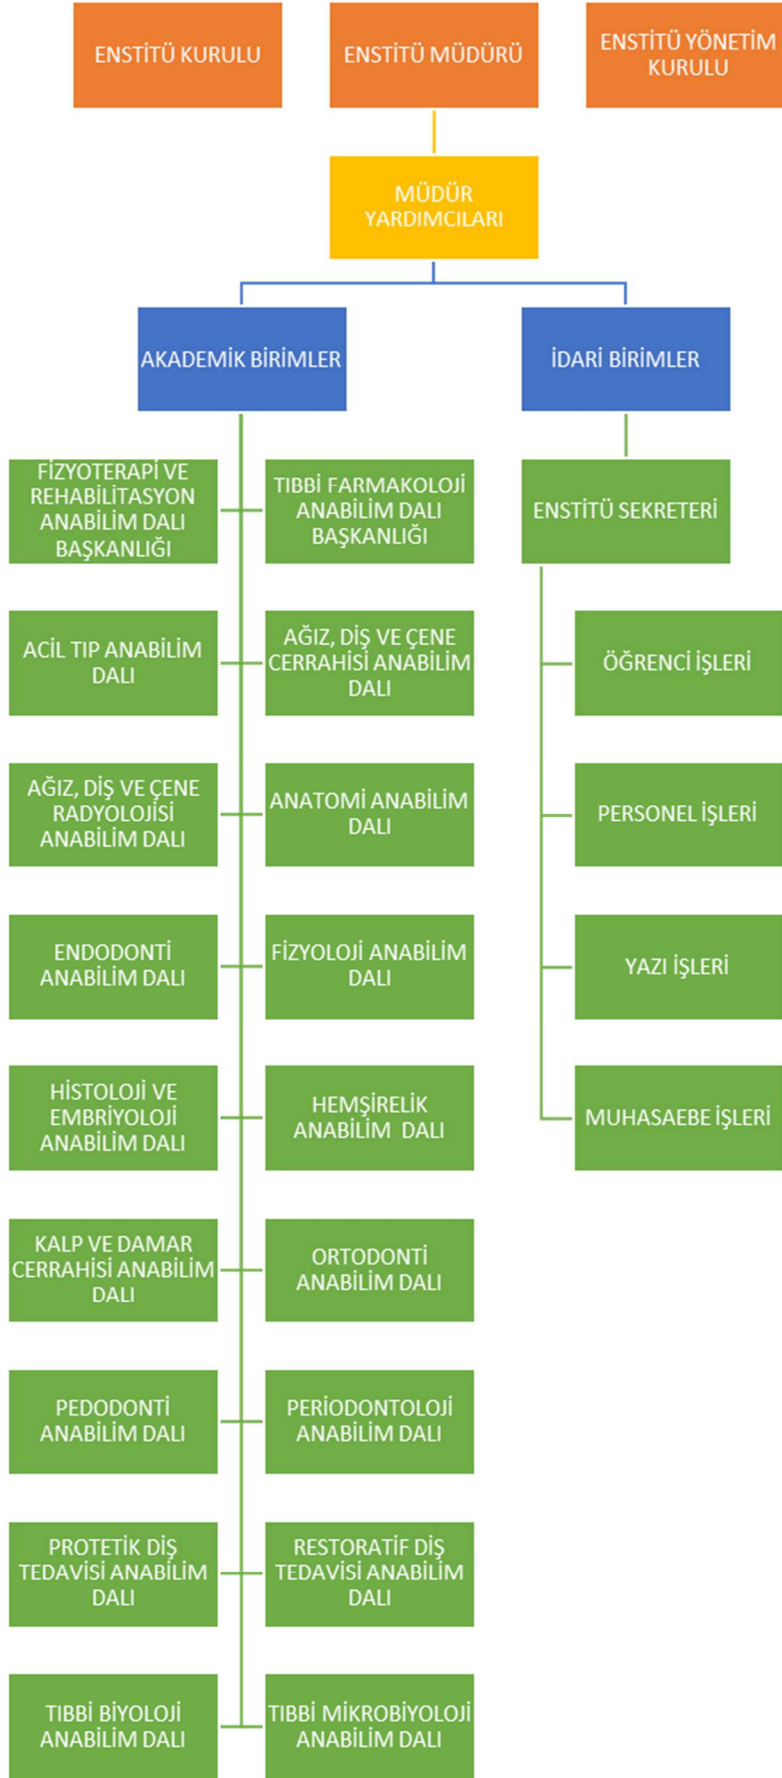 ENSTİTÜ KURULU
ENSTİTÜ MÜDÜRÜ
ENSTİTÜ YÖNETİM
KURULU
MÜDÜR
YARDIMCILARI
AKADEMİK BİRİMLER
İDARİ BİRİMLER
FİZYOTERAPİ VE
REHABİLİTASYON
ANABİLİM DALI
BAŞKANLIĞI
TIBBİ FARMAKOLOJİ
ANABİLİM DALI
BAŞKANLIĞI
ENSTİTÜ SEKRETERİ
ACİL TIP ANABİLİM
DALI
AĞIZ, DİŞ VE ÇENE
CERRAHİSİ ANABİLİM
DALI
ÖĞRENCİ İŞLERİ
AĞIZ, DİŞ VE ÇENE
RADYOLOJİSİ
ANABİLİM DALI
ANATOMİ ANABİLİM
DALI
PERSONEL İŞLERİ
ENDODONTİ
ANABİLİM DALI
FİZYOLOJİ ANABİLİM
DALI
YAZI İŞLERİ
HİSTOLOJİ VE
EMBRİYOLOJİ
ANABİLİM DALI
HEMŞİRELİK
ANABİLİM  DALI
MUHASAEBE İŞLERİ
KALP VE DAMAR
CERRAHİSİ ANABİLİM
DALI
ORTODONTİ
ANABİLİM DALI
PEDODONTİ
ANABİLİM DALI
PERİODONTOLOJİ
ANABİLİM DALI
PROTETİK DİŞ
TEDAVİSİ ANABİLİM
DALI
RESTORATİF DİŞ
TEDAVİSİ ANABİLİM
DALI
TIBBİ BİYOLOJİ
ANABİLİM DALI
TIBBİ MİKROBİYOLOJİ
ANABİLİM DALI